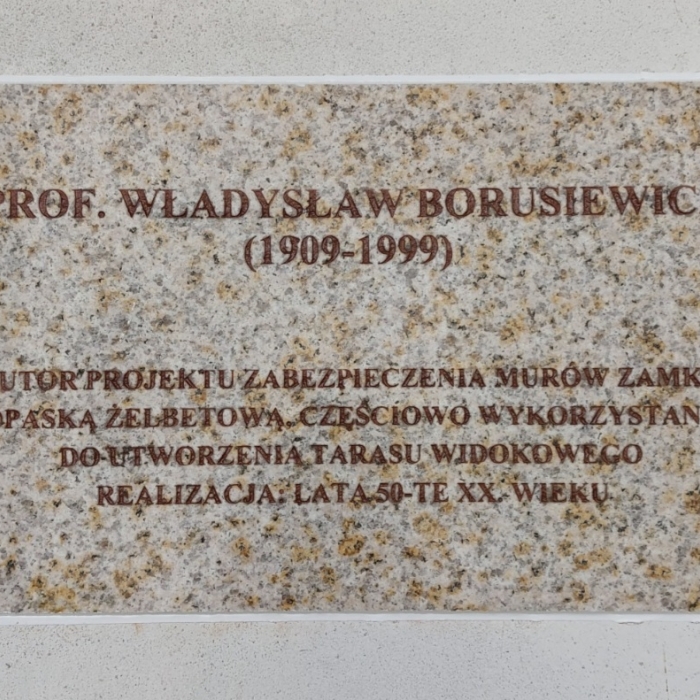 PROF. WŁADYSŁAW BORUSIEWIC
(1909-1999)
UTOR PROJEKTU ZABEZPIECZENIA MURÓW ZAMK
OPASKĄ ŻELBETOWĄ, CZĘŚCIOWO WYKORZYSTAN
DO UTWORZENIA TARASU WIDOKOWEGO
REALIZACJA: LATA 50-TE XX. WIEKU